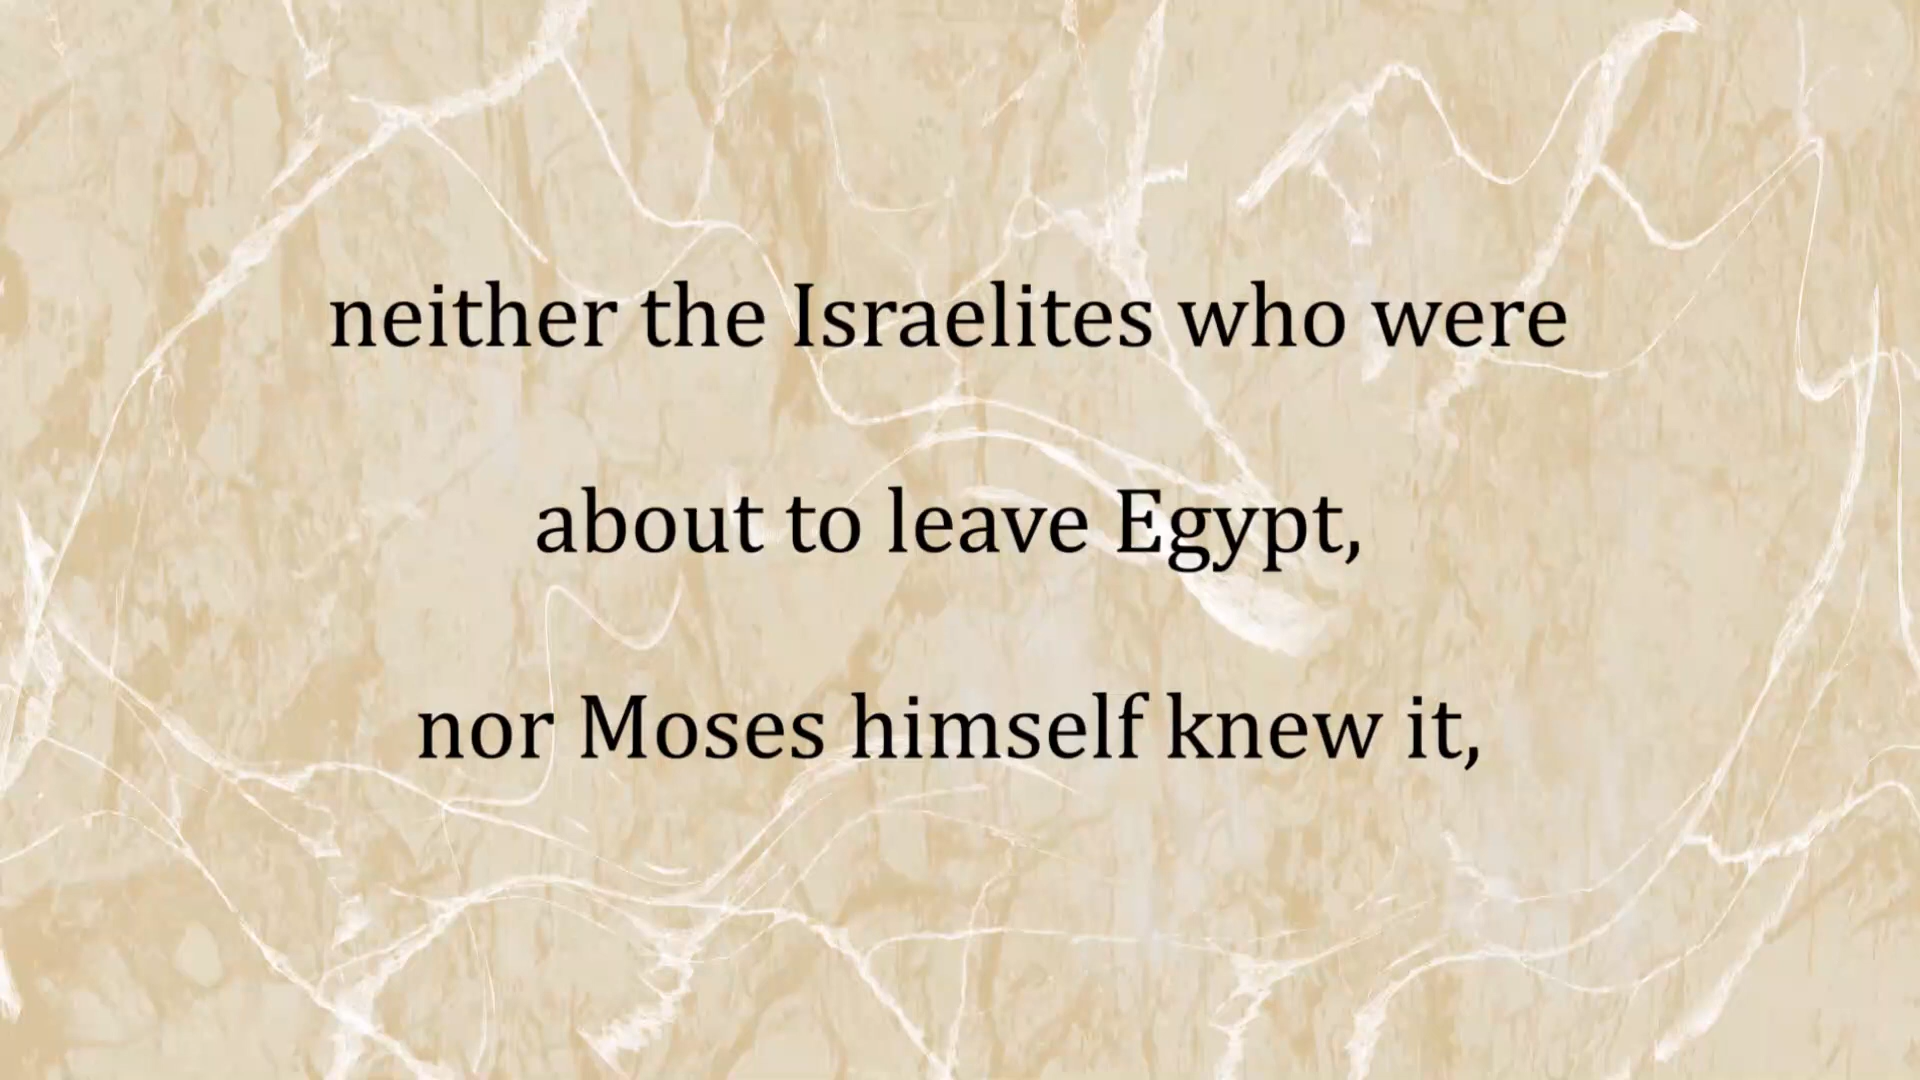 neither the Israelites who were
about to leave Egypt,
nor Moses himself knew it,